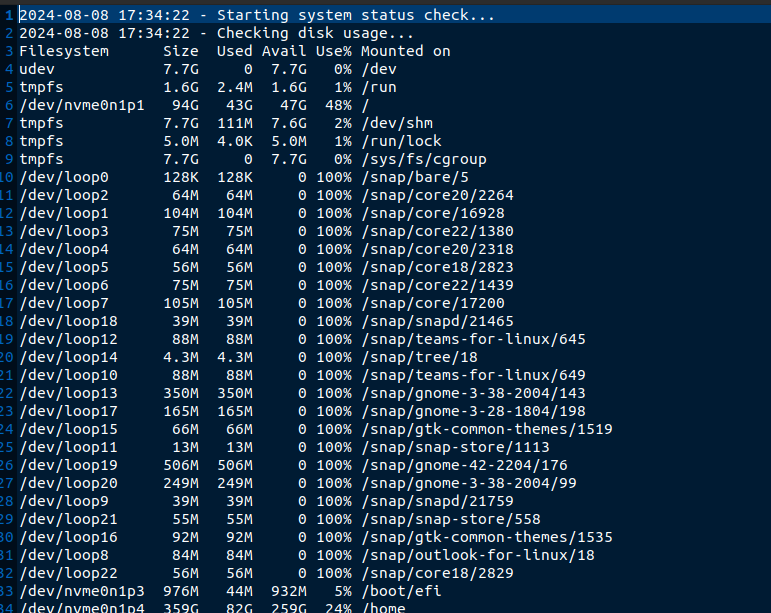 1 2024-08-08 17:34:22 - Starting system status check...
2 2024-08-08 17:34:22 - Checking disk usage...
3 Filesystem      Size  Used Avail Use% Mounted on
4 udev            7.7G     0  7.7G   0% /dev
5 tmpfs           1.6G  2.4M  1.6G   1% /run
6 /dev/nvme0n1p1   94G   43G   47G  48% /
7 tmpfs           7.7G  111M  7.6G   2% /dev/shm
8 tmpfs           5.0M  4.0K  5.0M   1% /run/lock
9 tmpfs           7.7G     0  7.7G   0% /sys/fs/cgroup
10 /dev/loop0      128K  128K     0 100% /snap/bare/5
11 /dev/loop2       64M   64M     0 100% /snap/core20/2264
12 /dev/loop1      104M  104M     0 100% /snap/core/16928
13 /dev/loop3       75M   75M     0 100% /snap/core22/1380
14 /dev/loop4       64M   64M     0 100% /snap/core20/2318
15 /dev/loop5       56M   56M     0 100% /snap/core18/2823
16 /dev/loop6       75M   75M     0 100% /snap/core22/1439
17 /dev/loop7      105M  105M     0 100% /snap/core/17200
18 /dev/loop18      39M   39M     0 100% /snap/snapd/21465
19 /dev/loop12      88M   88M     0 100% /snap/teams-for-linux/645
20 /dev/loop14     4.3M  4.3M     0 100% /snap/tree/18
21 /dev/loop10      88M   88M     0 100% /snap/teams-for-linux/649
22 /dev/loop13     350M  350M     0 100% /snap/gnome-3-38-2004/143
23 /dev/loop17     165M  165M     0 100% /snap/gnome-3-28-1804/198
24 /dev/loop15      66M   66M     0 100% /snap/gtk-common-themes/1519
25 /dev/loop11      13M   13M     0 100% /snap/snap-store/1113
26 /dev/loop19     506M  506M     0 100% /snap/gnome-42-2204/176
27 /dev/loop20     249M  249M     0 100% /snap/gnome-3-38-2004/99
28 /dev/loop9       39M   39M     0 100% /snap/snapd/21759
29 /dev/loop21      55M   55M     0 100% /snap/snap-store/558
30 /dev/loop16      92M   92M     0 100% /snap/gtk-common-themes/1535
31 /dev/loop8       84M   84M     0 100% /snap/outlook-for-linux/18
32 /dev/loop22      56M   56M     0 100% /snap/core18/2829
33 /dev/nvme0n1p3  976M   44M  932M   5% /boot/efi
34 /dev/nvme0n1p4  359G   82G  259G  24% /home